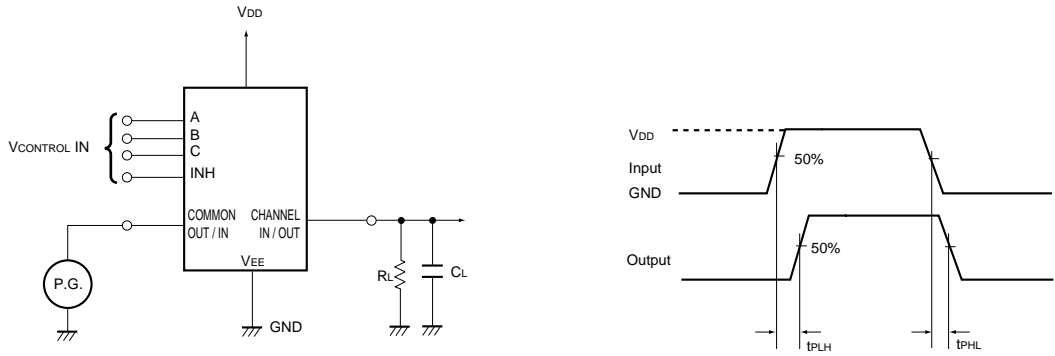 VDD
VCONTROL IN
A
B
C
INH
COMMON
OUT / IN
CHANNEL
IN / OUT
VEE
P.G.
GND
RL
CL
VDD
Input
50%
GND
Output
50%
tPLH
tPHL